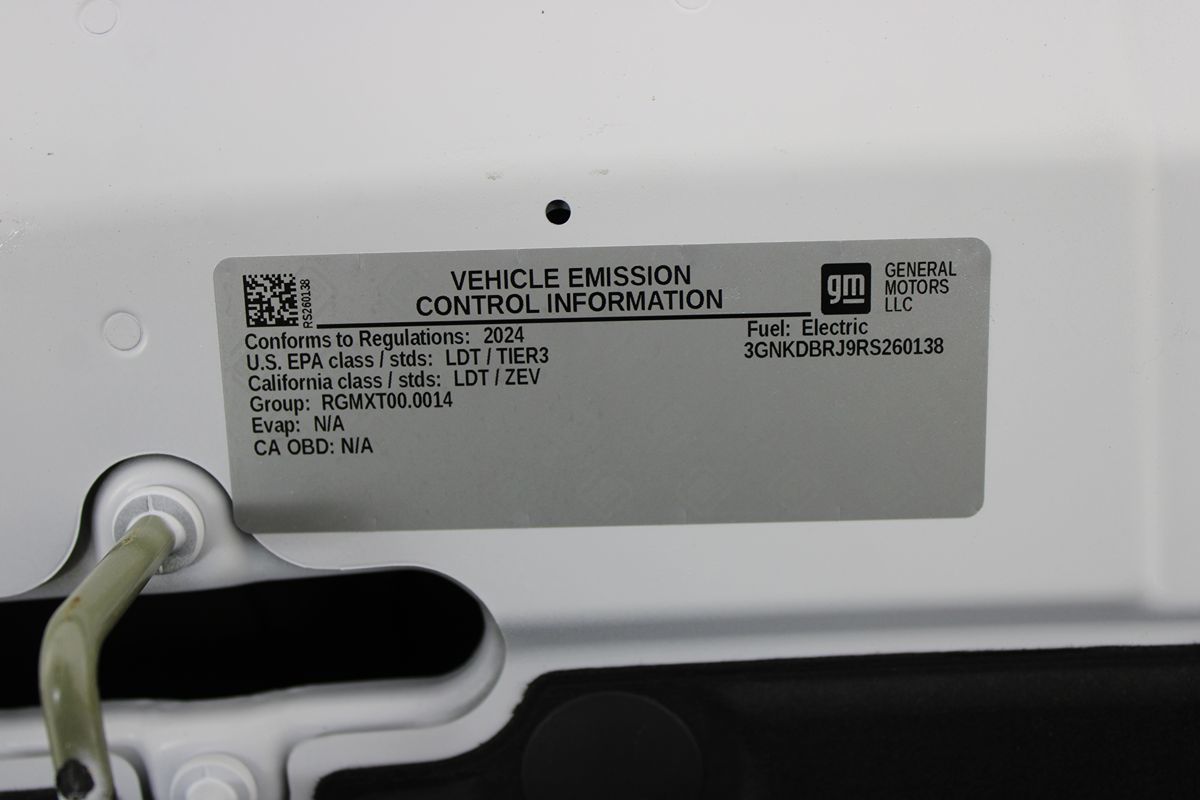 VEHICLE EMISSION
CONTROL INFORMATION
RS260138
gm
GENERAL
MOTORS
LLC
Conforms to Regulations: 2024
U.S. EPA class / stds: LDT / TIER3
California class / stds: LDT / ZEV
Group: RGMXT00.0014
Evap: N/A
CA OBD: N/A
Fuel: Electric
3GNKDBRJ9RS260138